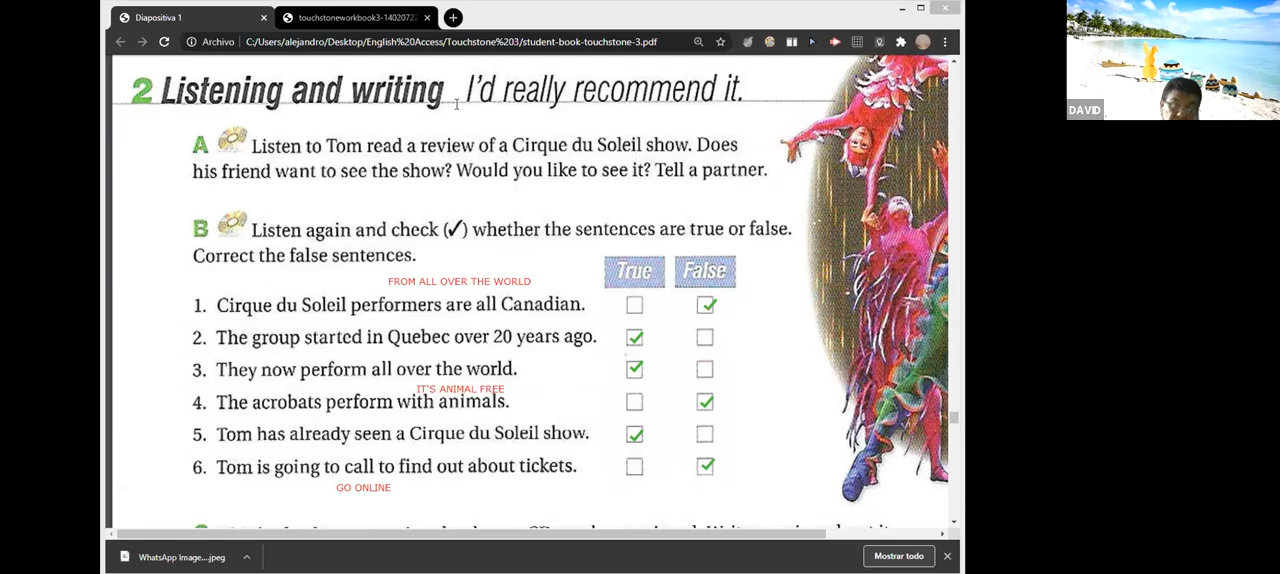 Diapositiva 1
touchstoneworkbook3-1402072
Archivo C:/Users/alejandro/Desktop/English%20Access/Touchstone%203/student-book-touchstone-3.pdf
DAVID
2 Listening and writing I'd really recommend it.
A Listen to Tom read a review of a Cirque du Soleil show. Does
his friend want to see the show? Would you like to see it? Tell a partner.
B Listen again and check (✓) whether the sentences are true or false.
Correct the false sentences.
True False
FROM ALL OVER THE WORLD
1. Cirque du Soleil performers are all Canadian.
2. The group started in Quebec over 20 years ago.
3. They now perform all over the world.
IT'S ANIMAL FREE
4. The acrobats perform with animals.
5. Tom has already seen a Cirque du Soleil show.
6. Tom is going to call to find out about tickets.
GO ONLINE
WhatsApp Image....jpeg
Mostrar todo